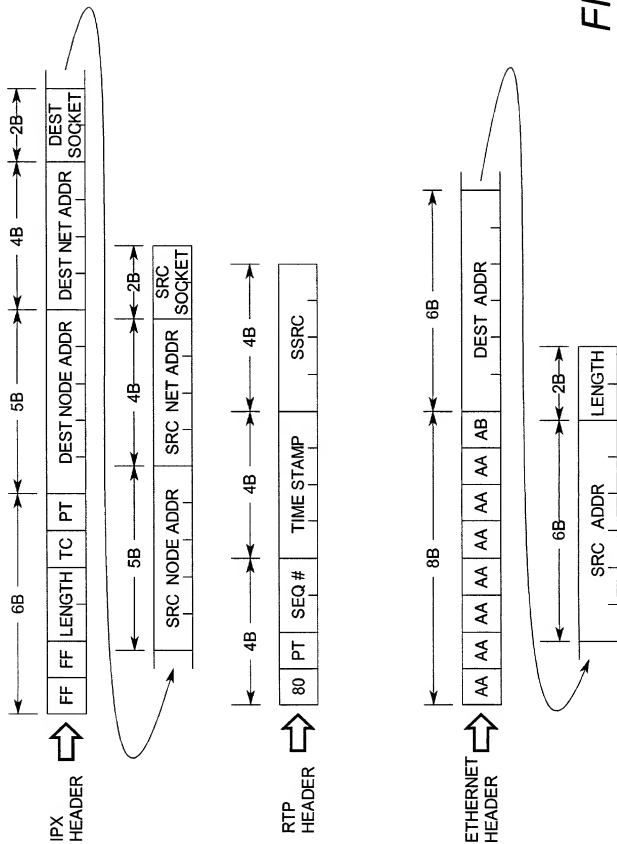 6B
5B
4B
2B
IPX
HEADER
FF
FF
LENGTH
TC
PT
DEST NODE ADDR
DEST NET ADDR
DEST
SOCKET
5B
4B
2B
SRC NODE ADDR
SRC NET ADDR
SRC
SOCKET
4B
4B
4B
RTP
HEADER
80
PT
SEQ #
TIME STAMP
SSRC
8B
6B
ETHERNET
HEADER
AA
AA
AA
AA
AA
AA
AA
AB
DEST ADDR
6B
2B
SRC ADDR
LENGTH